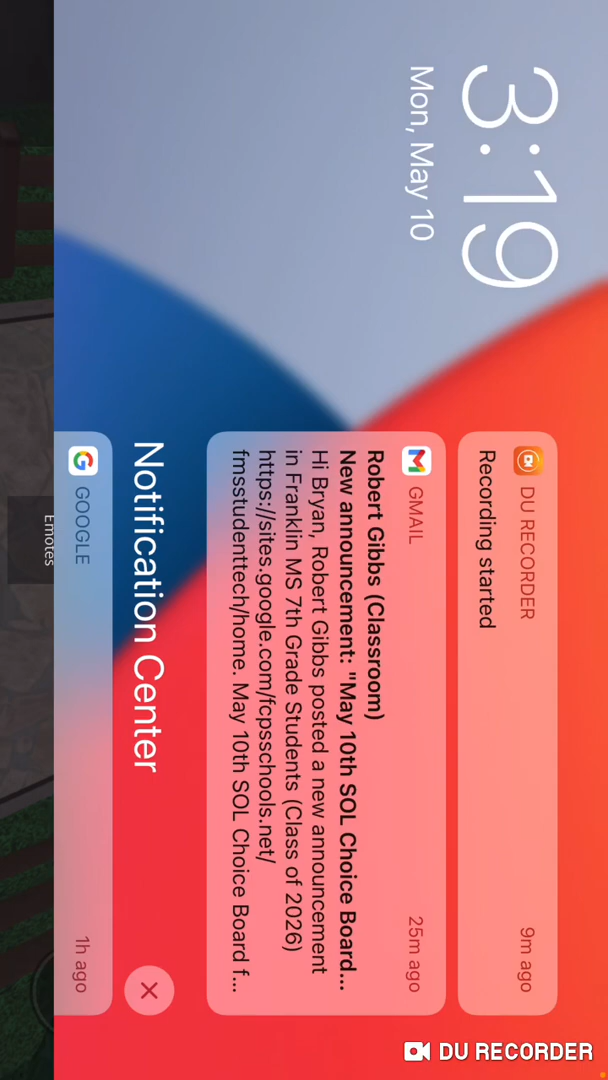 3:19
Mon, May 10
DU RECORDER
9m ago
Recording started
GMAIL
25m ago
Robert Gibbs (Classroom)
New announcement: "May 10th SOL Choice Board...
Hi Bryan, Robert Gibbs posted a new announcement
in Franklin MS 7th Grade Students (Class of 2026)
https://sites.google.com/fcpsschools.net/
fmsstudenttech/home. May 10th SOL Choice Board f...
Notification Center
GOOGLE
1h ago
Emotes
DU RECORDER